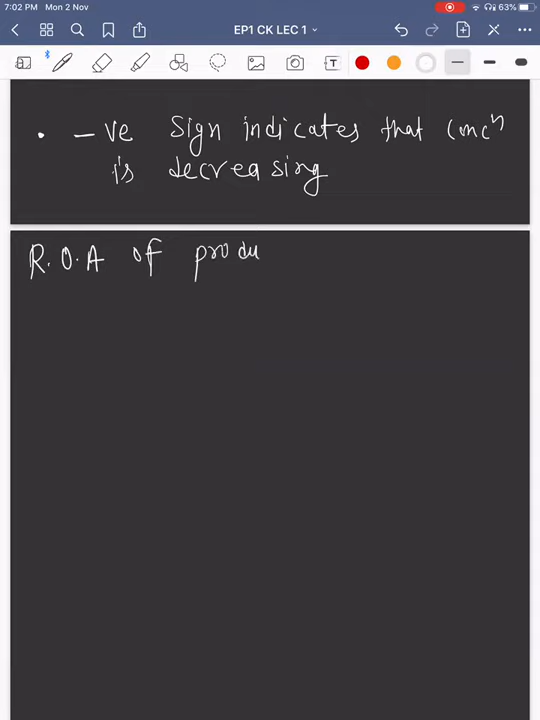 7:02 PM Mon 2 Nov 63%
EP1 CK LEC 1
T
• -ve Sign indicates that concⁿ
is decreasing
R.O.A of produ